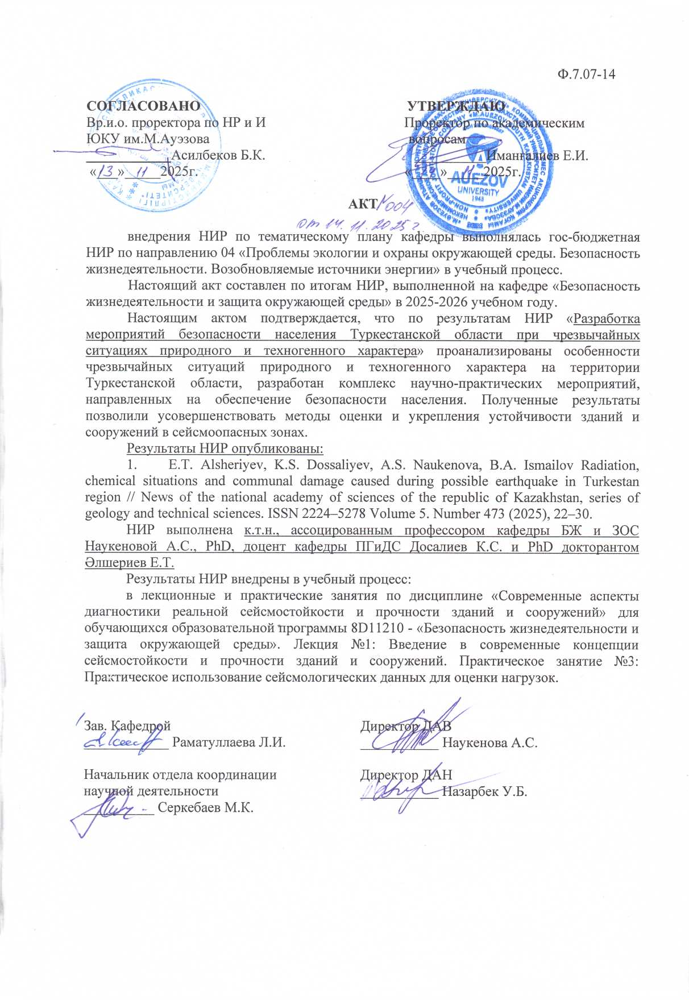 Ф.7.07-14
СОГЛАСОВАНО
Вр.и.о. проректора по НР и И
ЮКУ им.М.Ауэзова
Асилбеков Б.К.
«13» 11 2025г.
УТВЕРЖДАЮ
Проректор по академическим
вопросам
Имангалиев Е.И.
« » 11 2025г.
AUEZOV
UNIVERSITY
1943
АКТ №004
от 14.11.2025г
внедрения НИР по тематическому плану кафедры выполнялась гос-бюджетная
НИР по направлению 04 «Проблемы экологии и охраны окружающей среды. Безопасность
жизнедеятельности. Возобновляемые источники энергии» в учебный процесс.
Настоящий акт составлен по итогам НИР, выполненной на кафедре «Безопасность
жизнедеятельности и защита окружающей среды» в 2025-2026 учебном году.
Настоящим актом подтверждается, что по результатам НИР «Разработка
мероприятий безопасности населения Туркестанской области при чрезвычайных
ситуациях природного и техногенного характера» проанализированы особенности
чрезвычайных ситуаций природного и техногенного характера на территории
Туркестанской области, разработан комплекс научно-практических мероприятий,
направленных на обеспечение безопасности населения. Полученные результаты
позволили усовершенствовать методы оценки и укрепления устойчивости зданий и
сооружений в сейсмоопасных зонах.
Результаты НИР опубликованы:
1. E.T. Alsheriyev, K.S. Dossaliyev, A.S. Naukenova, B.A. Ismailov Radiation,
chemical situations and communal damage caused during possible earthquake in Turkestan
region // News of the national academy of sciences of the republic of Kazakhstan, series of
geology and technical sciences. ISSN 2224–5278 Volume 5. Number 473 (2025), 22–30.
НИР выполнена к.т.н., ассоцированным профессором кафедры БЖ и ЗОС
Наукеновой А.С., PhD, доцент кафедры ПГиДС Досалиев К.С. и PhD докторантом
Әлшериев Е.Т.
Результаты НИР внедрены в учебный процесс:
в лекционные и практические занятия по дисциплине «Современные аспекты
диагностики реальной сейсмостойкости и прочности зданий и сооружений» для
обучающихся образовательной программы 8D11210 - «Безопасность жизнедеятельности и
защита окружающей среды». Лекция №1: Введение в современные концепции
сейсмостойкости и прочности зданий и сооружений. Практическое занятие №3:
Практическое использование сейсмологических данных для оценки нагрузок.
Зав. Кафедрой
Раматуллаева Л.И.
Директор ДАВ
Наукенова А.С.
Начальник отдела координации
научной деятельности
Серкебаев М.К.
Директор ДАН
Назарбек У.Б.